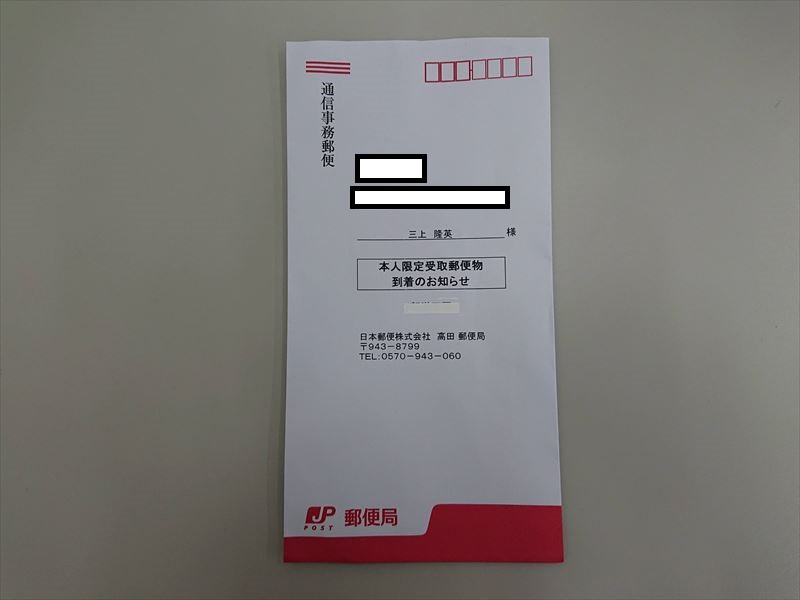 通信事務郵便
三上 隆英 様
本人限定受取郵便物
到着のお知らせ
日本郵便株式会社 高田 郵便局
〒943－8799
TEL:0570－943－060
JP
POST
郵便局